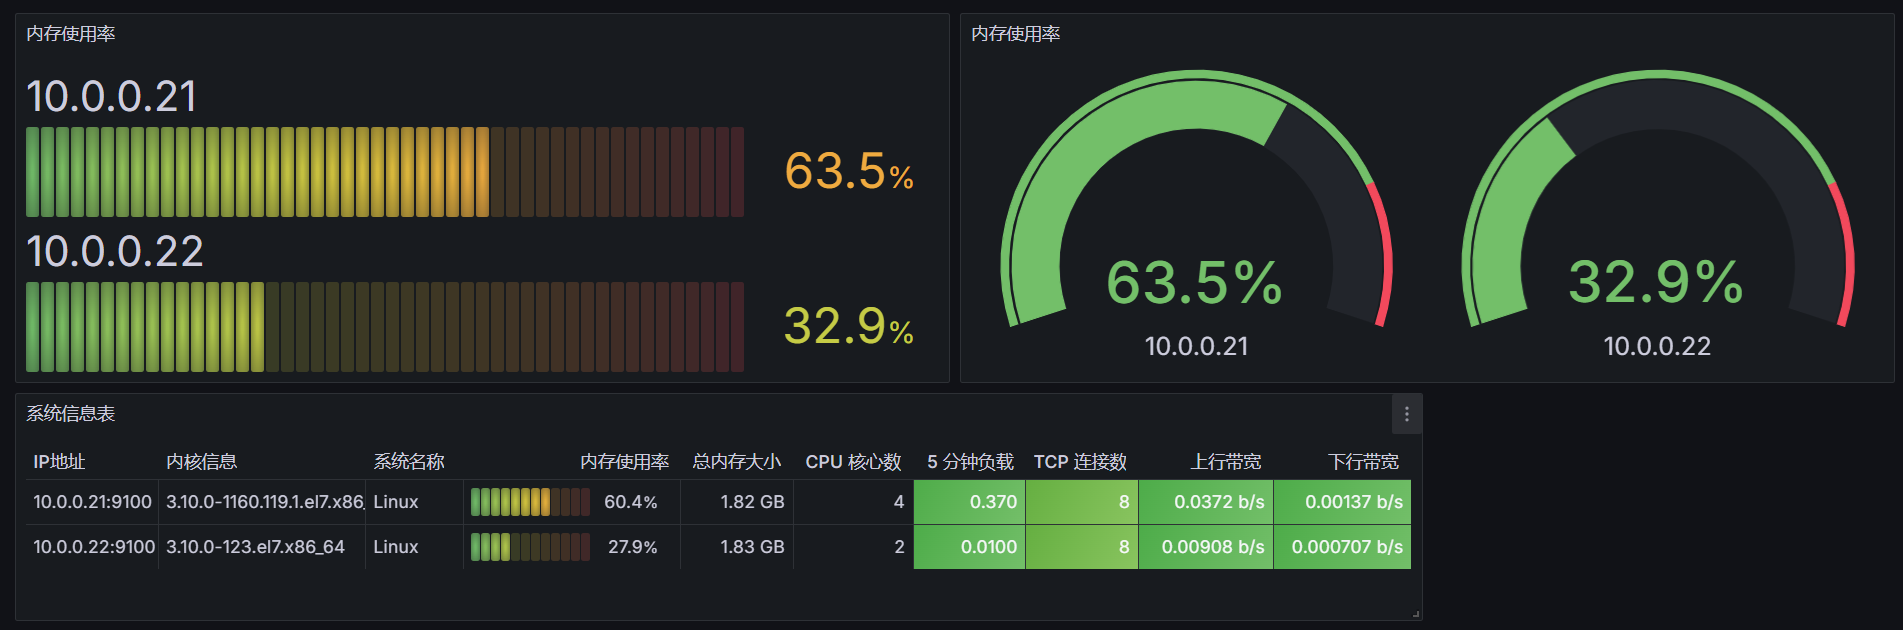 内存使用率
10.0.0.21
63.5%
10.0.0.22
32.9%
内存使用率
63.5%
10.0.0.21
32.9%
10.0.0.22
系统信息表
IP地址 内核信息 系统名称 内存使用率 总内存大小 CPU 核心数 5 分钟负载 TCP 连接数 上行带宽 下行带宽
10.0.0.21:9100 3.10.0-1160.119.1.el7.x86_ Linux 60.4% 1.82 GB 4 0.370 8 0.0372 b/s 0.00137 b/s
10.0.0.22:9100 3.10.0-123.el7.x86_64 Linux 27.9% 1.83 GB 2 0.0100 8 0.00908 b/s 0.000707 b/s